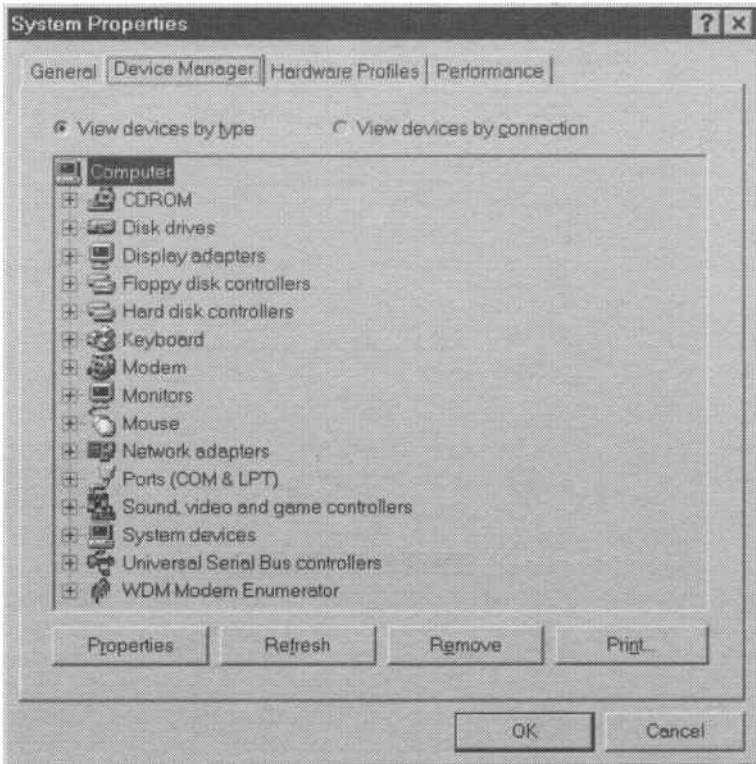 System Properties
General Device Manager Hardware Profiles Performance
View devices by type View devices by connection
Computer
CDROM
Disk drives
Display adapters
Floppy disk controllers
Hard disk controllers
Keyboard
Modem
Monitors
Mouse
Network adapters
Ports (COM & LPT)
Sound, video and game controllers
System devices
Universal Serial Bus controllers
WDM Modem Enumerator
Properties Refresh Remove Print...
OK Cancel